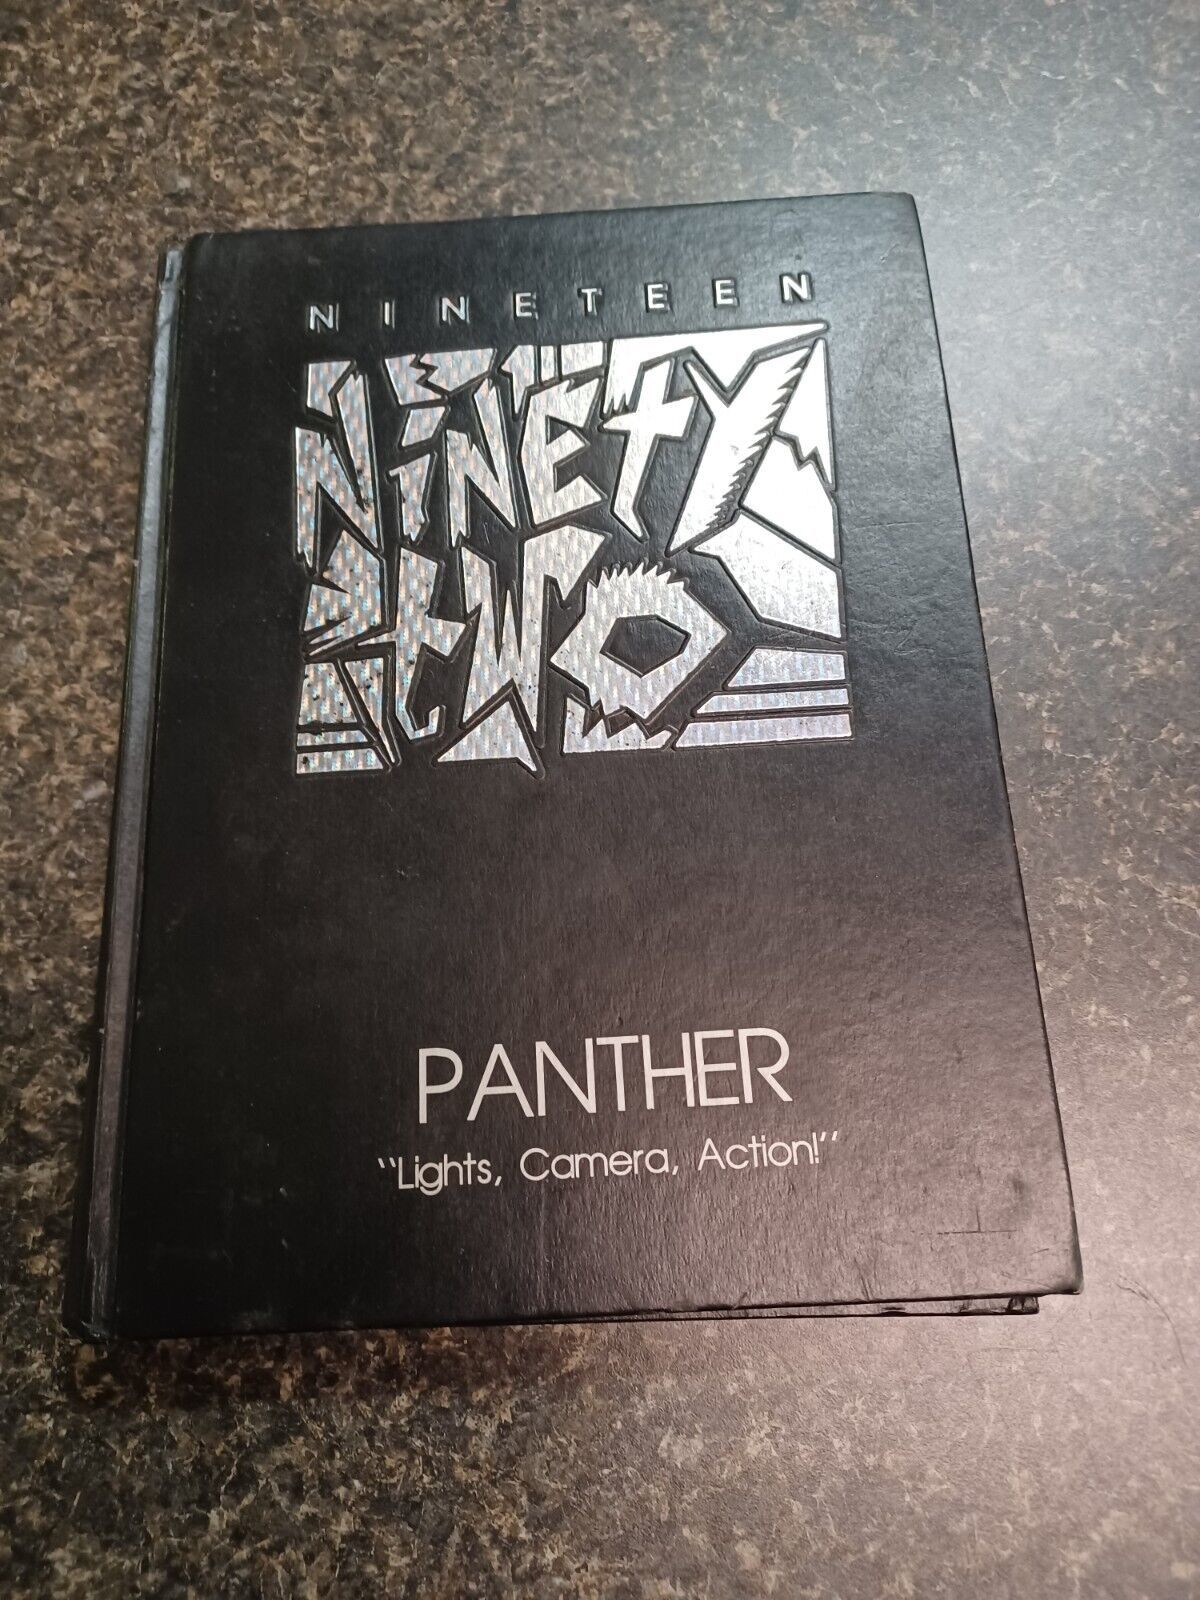 NINETEEN
NiNEtY
tWO
PANTHER
"Lights, Camera, Action!"